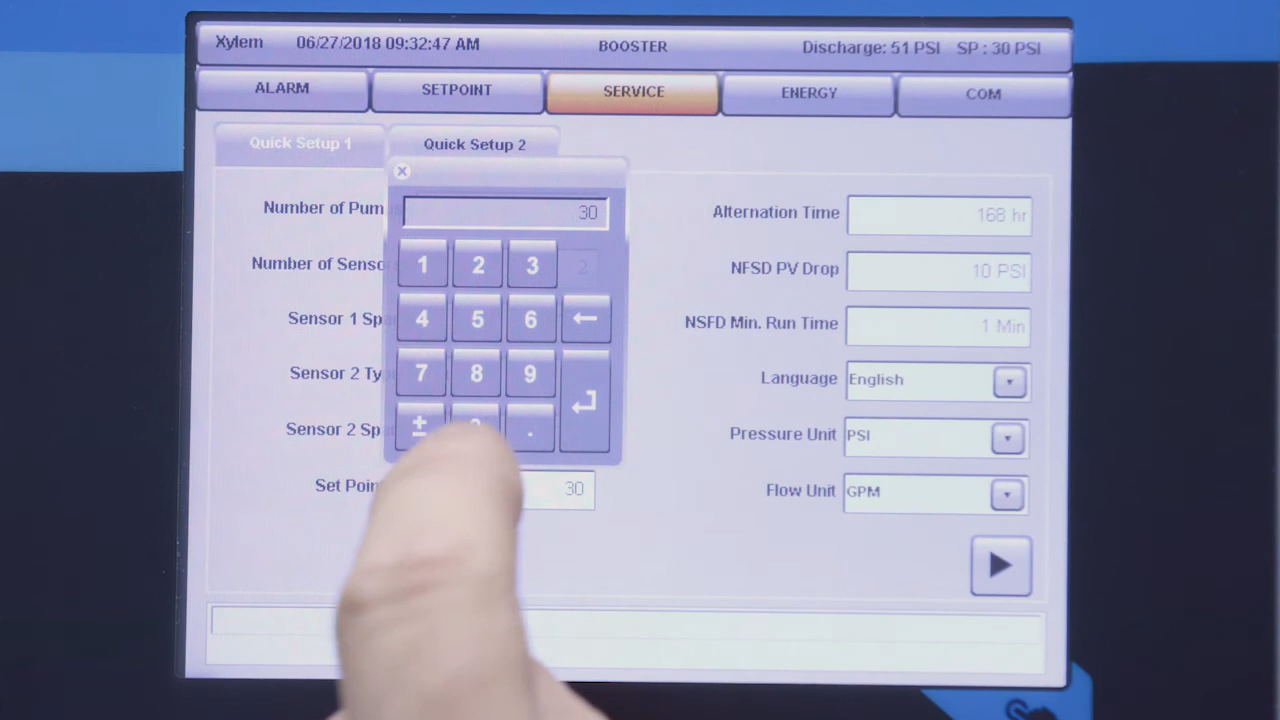 Xylem 06/27/2018 09:32:47 AM BOOSTER Discharge: 51 PSI SP : 30 PSI
ALARM SETPOINT SERVICE ENERGY COM
Quick Setup 1 Quick Setup 2
Number of Pum 30 Alternation Time 168 hr
Number of Senso 1 2 3 2 NFSD PV Drop 10 PSI
Sensor 1 Spa 4 5 6 ← NSFD Min. Run Time 1 Min
Sensor 2 Ty 7 8 9 Language English
Sensor 2 Sp ± . Pressure Unit PSI
Set Poin 30 Flow Unit GPM